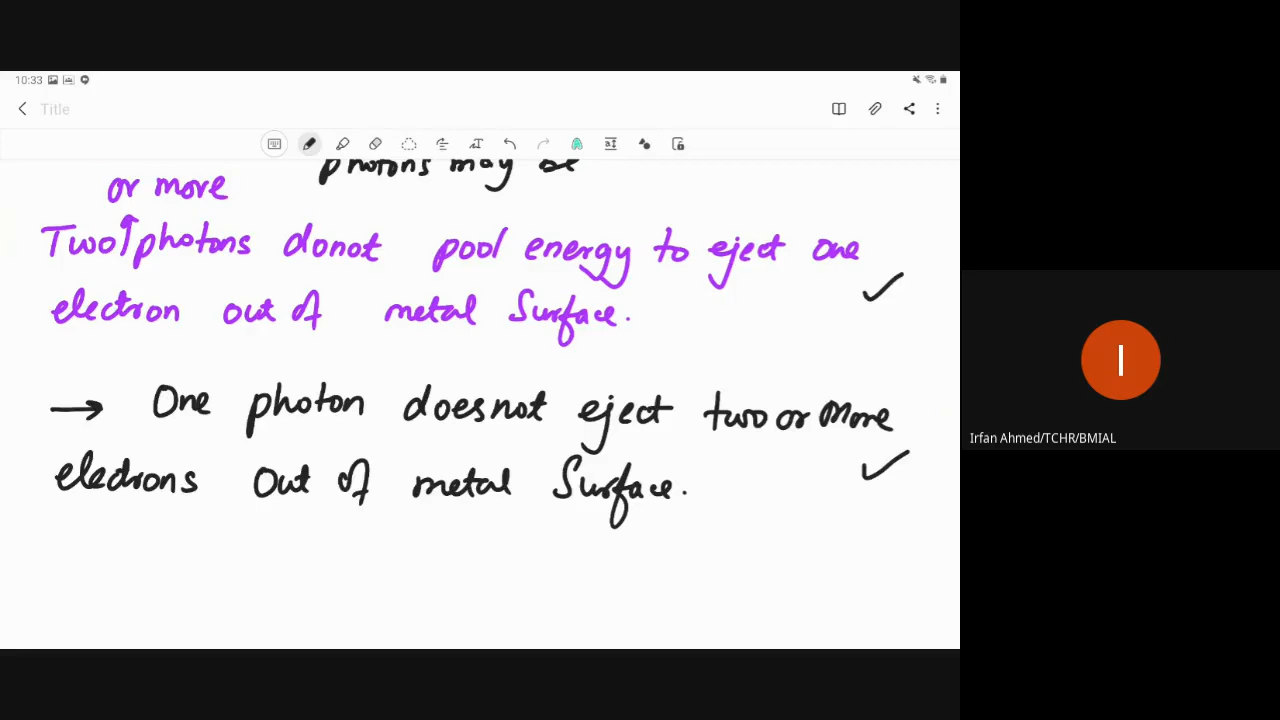 10:33
Title
photons may be
or more
Two photons donot pool energy to eject one
electron out of metal Surface.
→ One photon doesnot eject two or more
electrons out of metal Surface.
I
Irfan Ahmed/TCHR/BMIAL